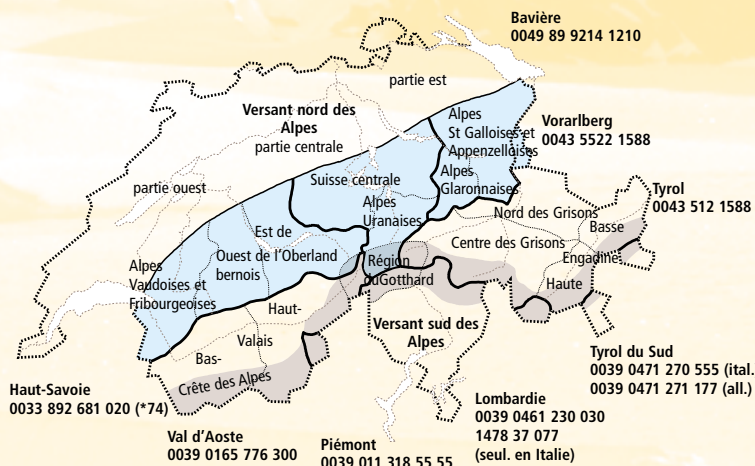 Bavière
0049 89 9214 1210
partie est
Versant nord des
Alpes
partie centrale
Alpes
St Galloises et
Appenzelloises
Vorarlberg
0043 5522 1588
Alpes
Glaronnaises
Suisse centrale
partie ouest
Alpes
Uranaises
Tyrol
0043 512 1588
Nord des Grisons
Basse
Engadine
Haute
Centre des Grisons
Est de
Ouest de l'Oberland
bernois
Région
duGotthard
Alpes
Vaudoises et
Fribourgeoises
Haut-
Valais
Bas-
Versant sud des
Alpes
Crête des Alpes
Tyrol du Sud
0039 0471 270 555 (ital.
0039 0471 271 177 (all.)
Haut-Savoie
0033 892 681 020 (*74)
Lombardie
0039 0461 230 030
1478 37 077
(seul. en Italie)
Val d'Aoste
0039 0165 776 300
Piémont
0039 011 318 55 55